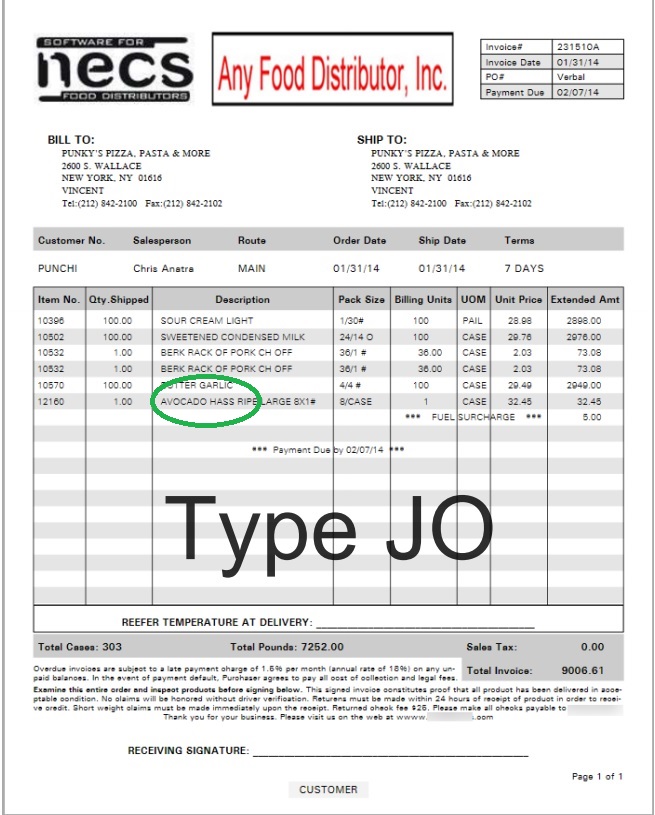 SOFTWARE FOR
necs
FOOD DISTRIBUTORS
Any Food Distributor, Inc.
Invoice# 231510A
Invoice Date 01/31/14
PO# Verbal
Payment Due 02/07/14
BILL TO: SHIP TO:
PUNKY'S PIZZA, PASTA & MORE PUNKY'S PIZZA, PASTA & MORE
2600 S. WALLACE 2600 S. WALLACE
NEW YORK, NY 01616 NEW YORK, NY 01616
VINCENT VINCENT
Tel:(212) 842-2100 Fax:(212) 842-2102 Tel:(212) 842-2100 Fax:(212) 842-2102
Customer No. Salesperson Route Order Date Ship Date Terms
PUNCHI Chris Anatra MAIN 01/31/14 01/31/14 7 DAYS
Item No. Qty.Shipped Description Pack Size Billing Units UOM Unit Price Extended Amt
10396 100.00 SOUR CREAM LIGHT 1/30# 100 PAIL 28.98 2898.00
10502 100.00 SWEETENED CONDENSED MILK 24/14 O 100 CASE 29.76 2976.00
10532 1.00 BERK RACK OF PORK CH OFF 36/1 # 36.00 CASE 2.03 73.08
10532 1.00 BERK RACK OF PORK CH OFF 36/1 # 36.00 CASE 2.03 73.08
10570 100.00 BUTTER GARLIC 4/4 # 100 CASE 29.49 2949.00
12160 1.00 AVOCADO HASS RIPE LARGE 8X1# 8/CASE 1 CASE 32.45 32.45
*** FUEL SURCHARGE *** 5.00
*** Payment Due by 02/07/14 ***
Type JO
REEFER TEMPERATURE AT DELIVERY:
Total Cases: 303 Total Pounds: 7252.00 Sales Tax: 0.00
Total Invoice: 9006.61
Overdue invoices are subject to a late payment charge of 1.5% per month (annual rate of 18%) on any un-
paid balances. In the event of payment default, Purchaser agrees to pay all cost of collection and legal fees.
Examine this entire order and inspect products before signing below. This signed invoice constitutes proof that all product has been delivered in acce-
ptable condition. No claims will be honored without driver verification. Returns must be made within 24 hours of receipt of product in order to recei-
ve credit. Short weight claims must be made immediately upon the receipt. Returned check fee $25. Please make all checks payable to
Thank you for your business. Please visit us on the web at wwww. .com
RECEIVING SIGNATURE:
Page 1 of 1
CUSTOMER